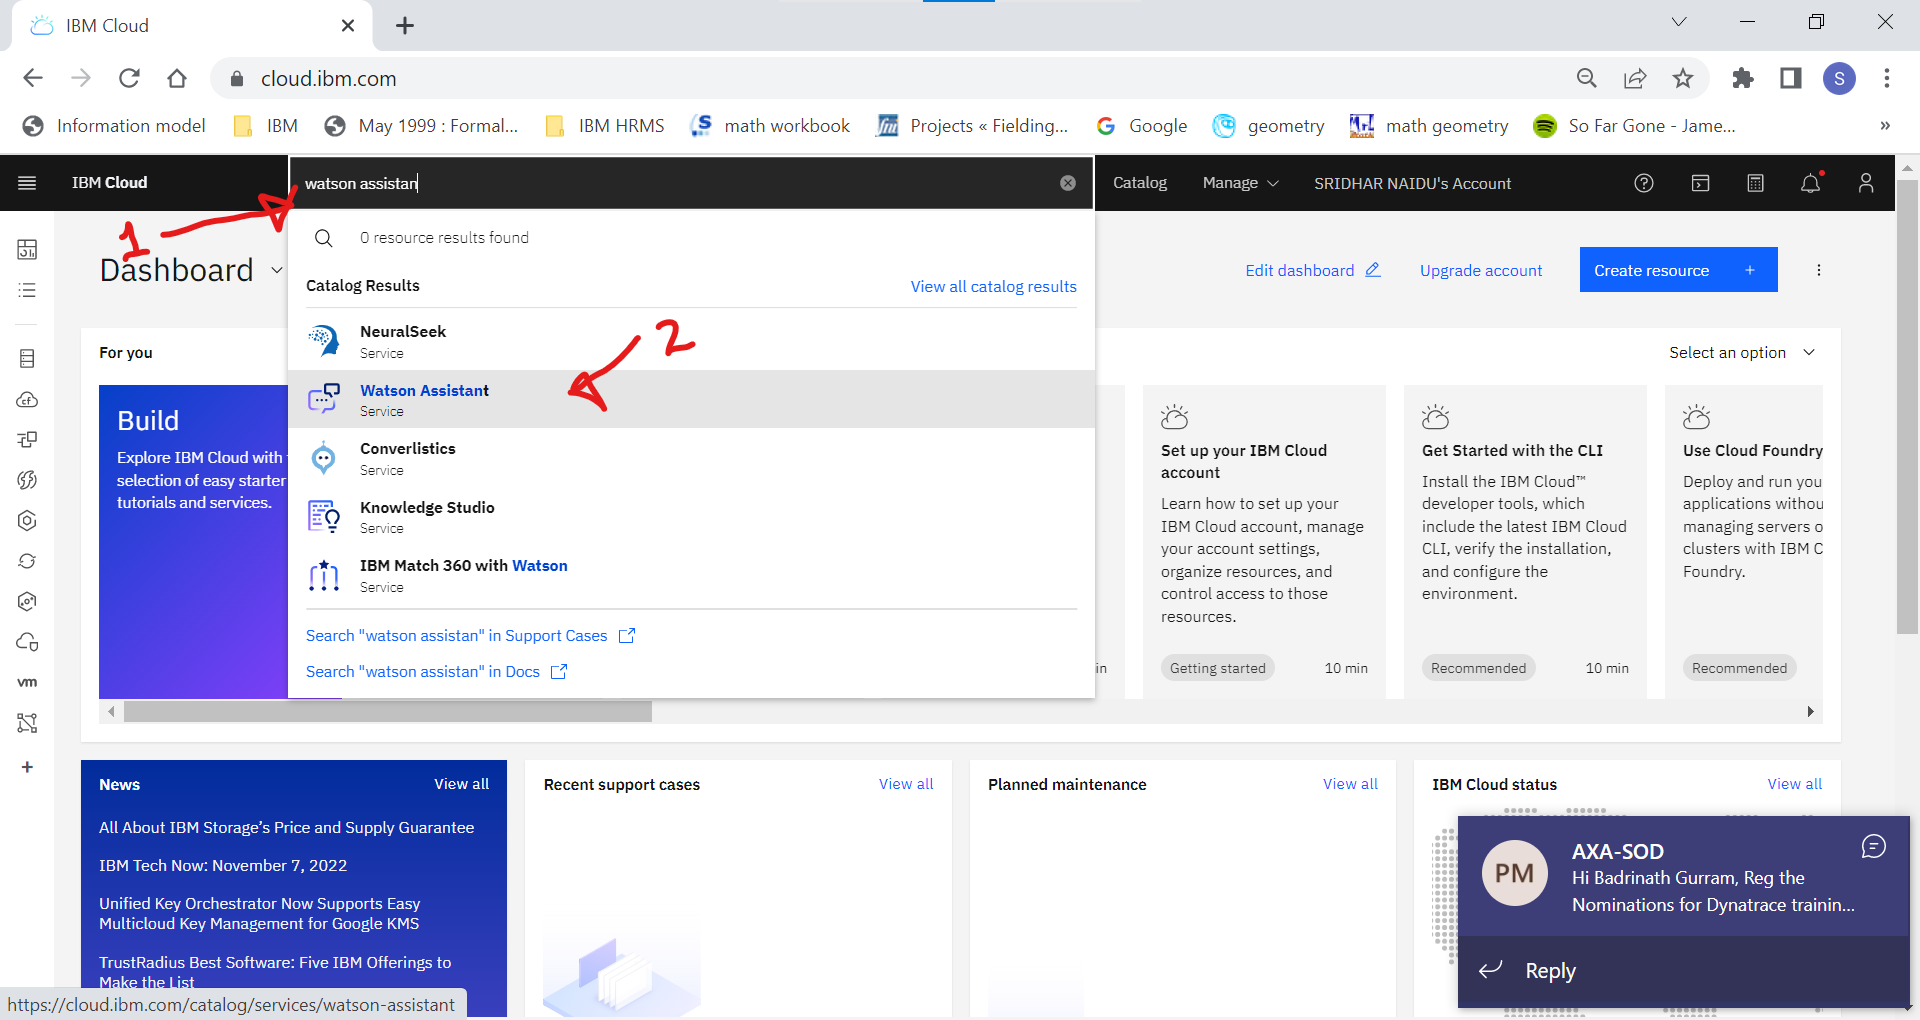 IBM Cloud
cloud.ibm.com
S
Information model
IBM
May 1999 : Formal...
IBM HRMS
math workbook
Projects « Fielding...
Google
geometry
math geometry
So Far Gone - Jame...
»
IBM Cloud
watson assistan
Catalog
Manage
SRIDHAR NAIDU's Account
1
0 resource results found
Dashboard
Edit dashboard
Upgrade account
Create resource +
Catalog Results
View all catalog results
NeuralSeek
Service
2
Watson Assistant
Service
Converlistics
Service
Knowledge Studio
Service
IBM Match 360 with Watson
Service
Search "watson assistan" in Support Cases
Search "watson assistan" in Docs
For you
Select an option
Build
Explore IBM Cloud with
selection of easy starter
tutorials and services.
in
Set up your IBM Cloud
account
Learn how to set up your
IBM Cloud account, manage
your account settings,
organize resources, and
control access to those
resources.
Getting started
10 min
Get Started with the CLI
Install the IBM Cloud™
developer tools, which
include the latest IBM Cloud
CLI, verify the installation,
and configure the
environment.
Recommended
10 min
Use Cloud Foundry
Deploy and run you
applications withou
managing servers o
clusters with IBM C
Foundry.
Recommended
cf
vm
News
View all
All About IBM Storage’s Price and Supply Guarantee
IBM Tech Now: November 7, 2022
Unified Key Orchestrator Now Supports Easy
Multicloud Key Management for Google KMS
TrustRadius Best Software: Five IBM Offerings to
Make the List
Recent support cases
View all
Planned maintenance
View all
IBM Cloud status
View all
PM
AXA-SOD
Hi Badrinath Gurram, Reg the
Nominations for Dynatrace trainin...
Reply
https://cloud.ibm.com/catalog/services/watson-assistant